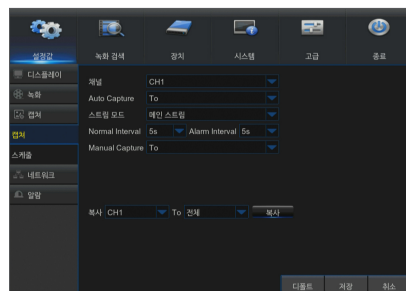 설정값 녹화 검색 장치 시스템 고급 종료
디스플레이
녹화
캡쳐
캡쳐
스케줄
네트워크
알람
채널 CH1
Auto Capture To
스트림 모드 메인 스트림
Normal Interval 5s Alarm Interval 5s
Manual Capture To
복사 CH1 To 전체 복사
디폴트 저장 취소